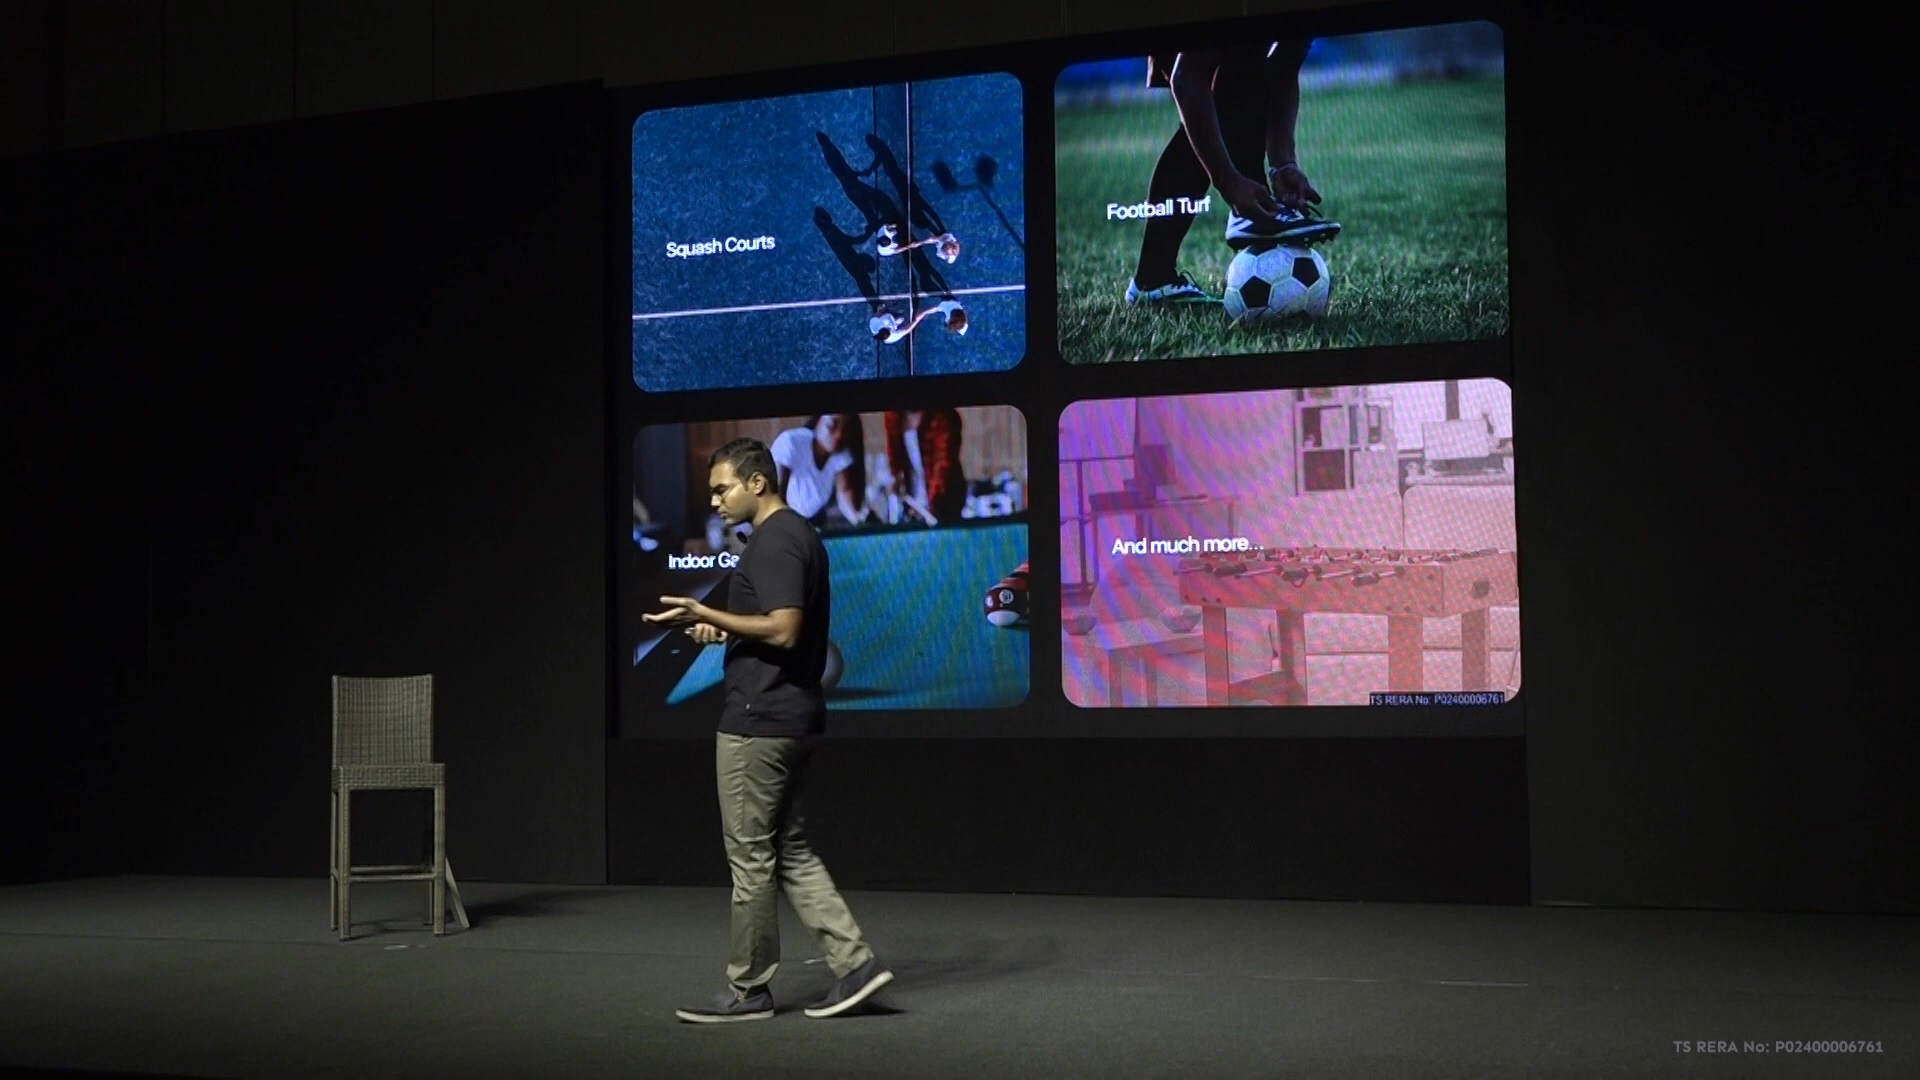 Squash Courts
Football Turf
Indoor Ga
And much more...
TS RERA No: P02400006761
TS RERA No: P02400006761